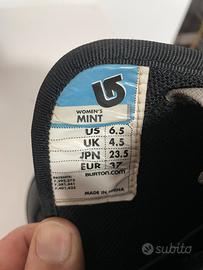 WOMEN'S
MINT
US 6.5
UK 4.5
JPN 23.5
EUR 37
BURTON.COM
MADE IN CHINA
subito